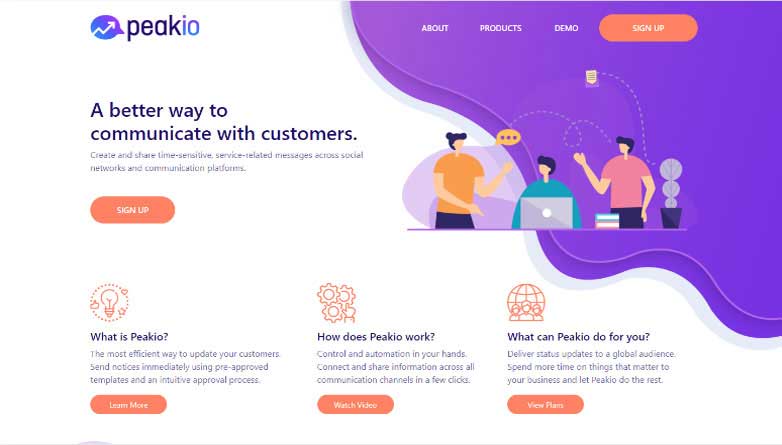 peakio
ABOUT PRODUCTS DEMO SIGN UP
A better way to
communicate with customers.
Create and share time-sensitive, service-related messages across social
networks and communication platforms.
SIGN UP
What is Peakio?
The most efficient way to update your customers.
Send notices immediately using pre-approved
templates and an intuitive approval process.
Learn More
How does Peakio work?
Control and automation in your hands.
Connect and share information across all
communication channels in a few clicks.
Watch Video
What can Peakio do for you?
Deliver status updates to a global audience.
Spend more time on things that matter to
your business and let Peakio do the rest.
View Plans